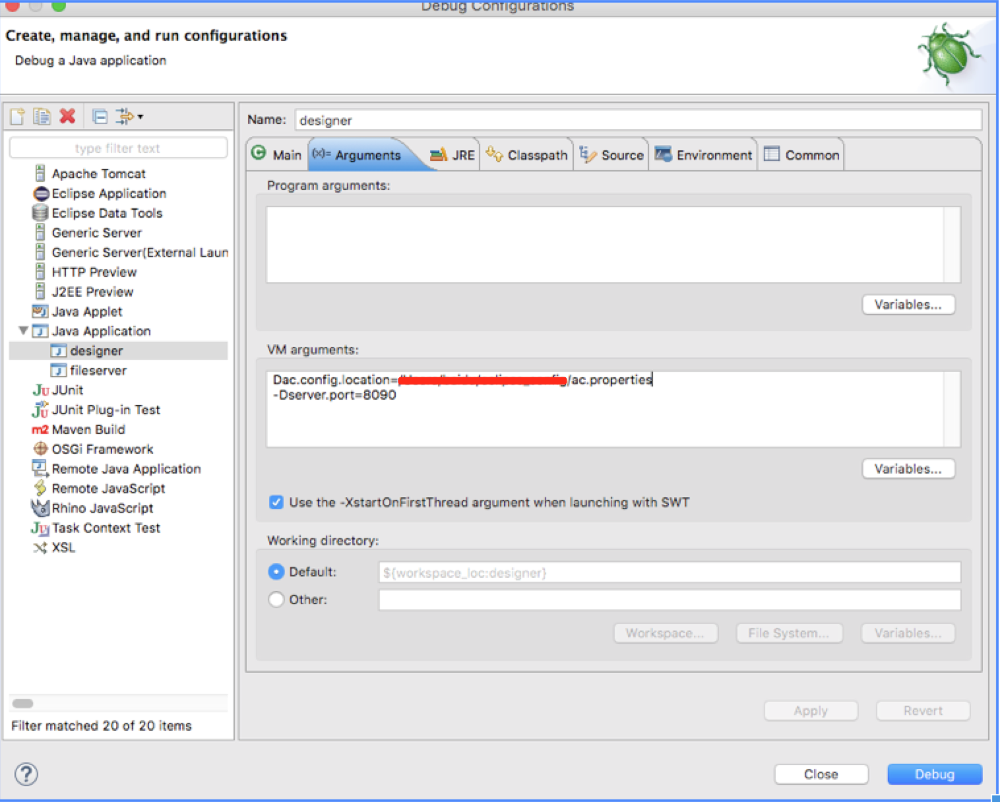 Debug Configurations
Create, manage, and run configurations
Debug a Java application
type filter text
Apache Tomcat
Eclipse Application
Eclipse Data Tools
Generic Server
Generic Server(External Laun
HTTP Preview
J2EE Preview
Java Applet
Java Application
designer
fileserver
JUnit
JUnit Plug-in Test
m2 Maven Build
OSGi Framework
Remote Java Application
Remote JavaScript
Rhino JavaScript
Task Context Test
XSL
Filter matched 20 of 20 items
Name: designer
Main (x)= Arguments JRE Classpath Source Environment Common
Program arguments:
Variables...
VM arguments:
Dac.config.location= /ac.properties
-Dserver.port=8090
Variables...
Use the -XstartOnFirstThread argument when launching with SWT
Working directory:
Default: ${workspace_loc:designer}
Other:
Workspace... File System... Variables...
Apply Revert
? Close Debug